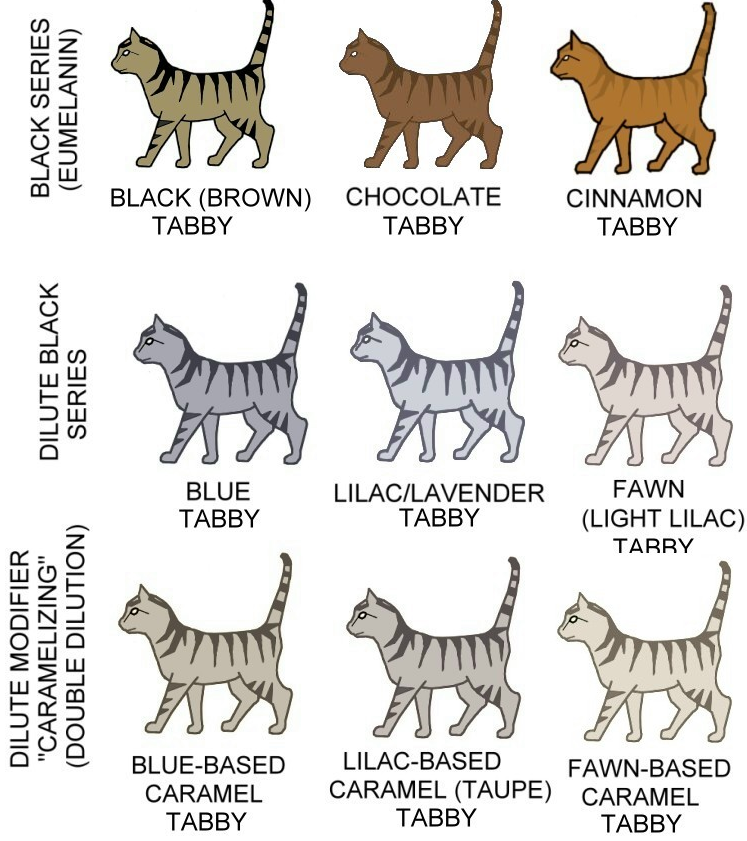 BLACK SERIES
(EUMELANIN)
BLACK (BROWN)
TABBY
CHOCOLATE
TABBY
CINNAMON
TABBY
DILUTE BLACK
SERIES
BLUE
TABBY
LILAC/LAVENDER
TABBY
FAWN
(LIGHT LILAC)
TABBY
DILUTE MODIFIER
"CARAMELIZING"
(DOUBLE DILUTION)
BLUE-BASED
CARAMEL
TABBY
LILAC-BASED
CARAMEL (TAUPE)
TABBY
FAWN-BASED
CARAMEL
TABBY